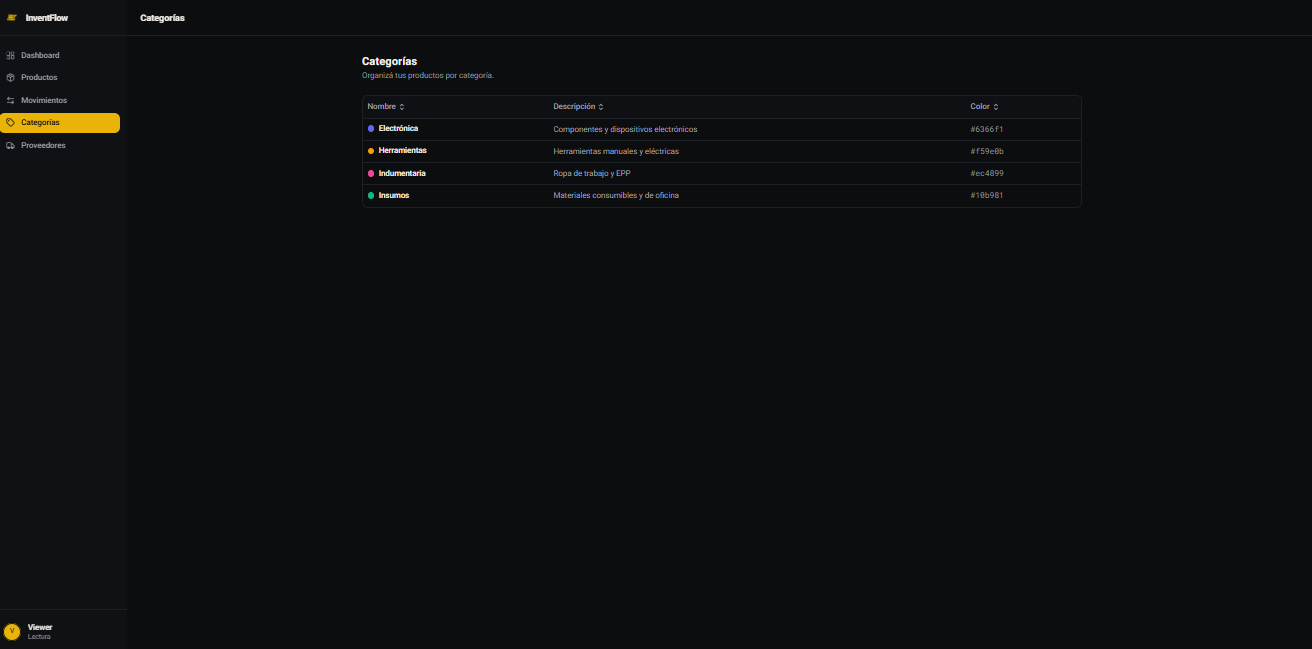 InventFlow
Categorías
Dashboard
Productos
Movimientos
Categorías
Proveedores
Categorías
Organizá tus productos por categoría.
Nombre Descripción Color
Electrónica Componentes y dispositivos electrónicos #6366f1
Herramientas Herramientas manuales y eléctricas #f59e0b
Indumentaria Ropa de trabajo y EPP #ec4899
Insumos Materiales consumibles y de oficina #10b981
V
Viewer
Lectura